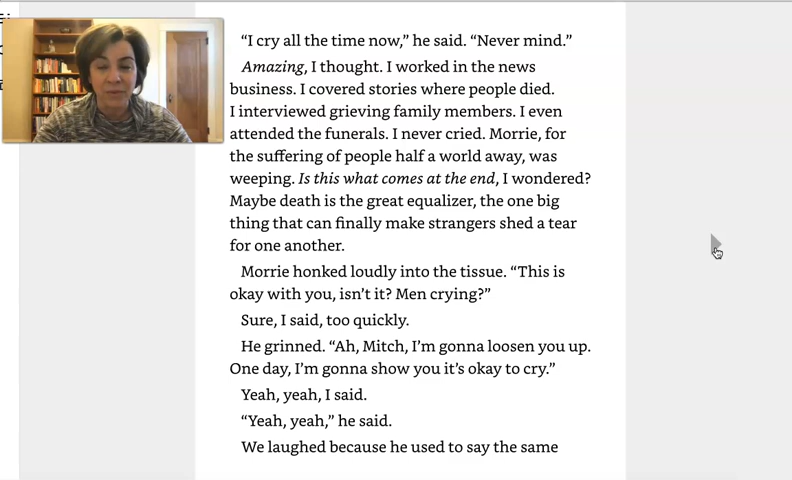 “I cry all the time now,” he said. “Never mind.”
Amazing, I thought. I worked in the news
business. I covered stories where people died.
I interviewed grieving family members. I even
attended the funerals. I never cried. Morrie, for
the suffering of people half a world away, was
weeping. Is this what comes at the end, I wondered?
Maybe death is the great equalizer, the one big
thing that can finally make strangers shed a tear
for one another.
Morrie honked loudly into the tissue. “This is
okay with you, isn’t it? Men crying?”
Sure, I said, too quickly.
He grinned. “Ah, Mitch, I’m gonna loosen you up.
One day, I’m gonna show you it’s okay to cry.”
Yeah, yeah, I said.
“Yeah, yeah,” he said.
We laughed because he used to say the same